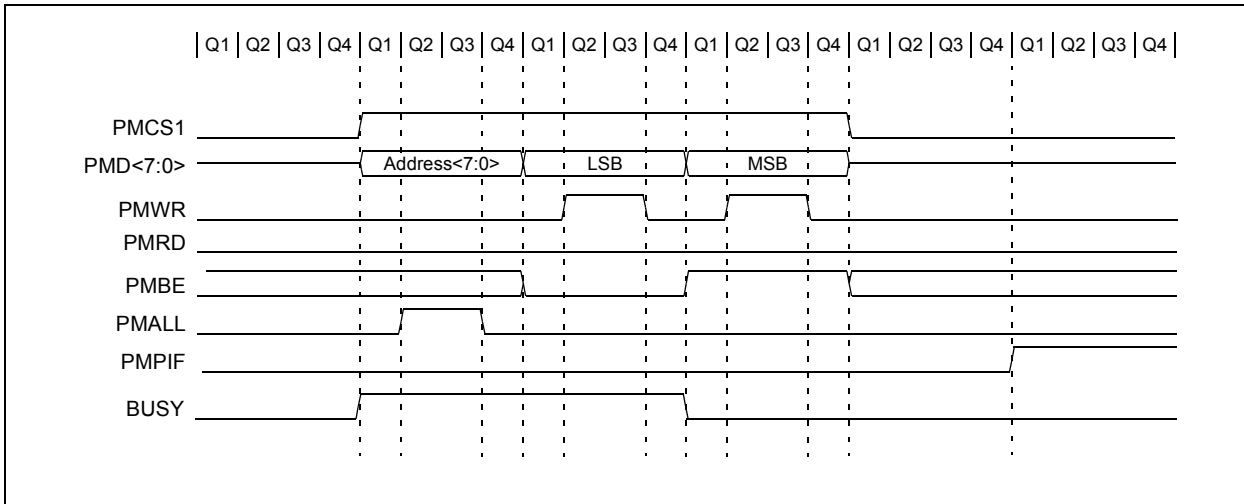 Q1 Q2 Q3 Q4 Q1 Q2 Q3 Q4 Q1 Q2 Q3 Q4 Q1 Q2 Q3 Q4 Q1 Q2 Q3 Q4 Q1 Q2 Q3 Q4
PMCS1
PMD<7:0> Address<7:0> LSB MSB
PMWR
PMRD
PMBE
PMALL
PMPIF
BUSY